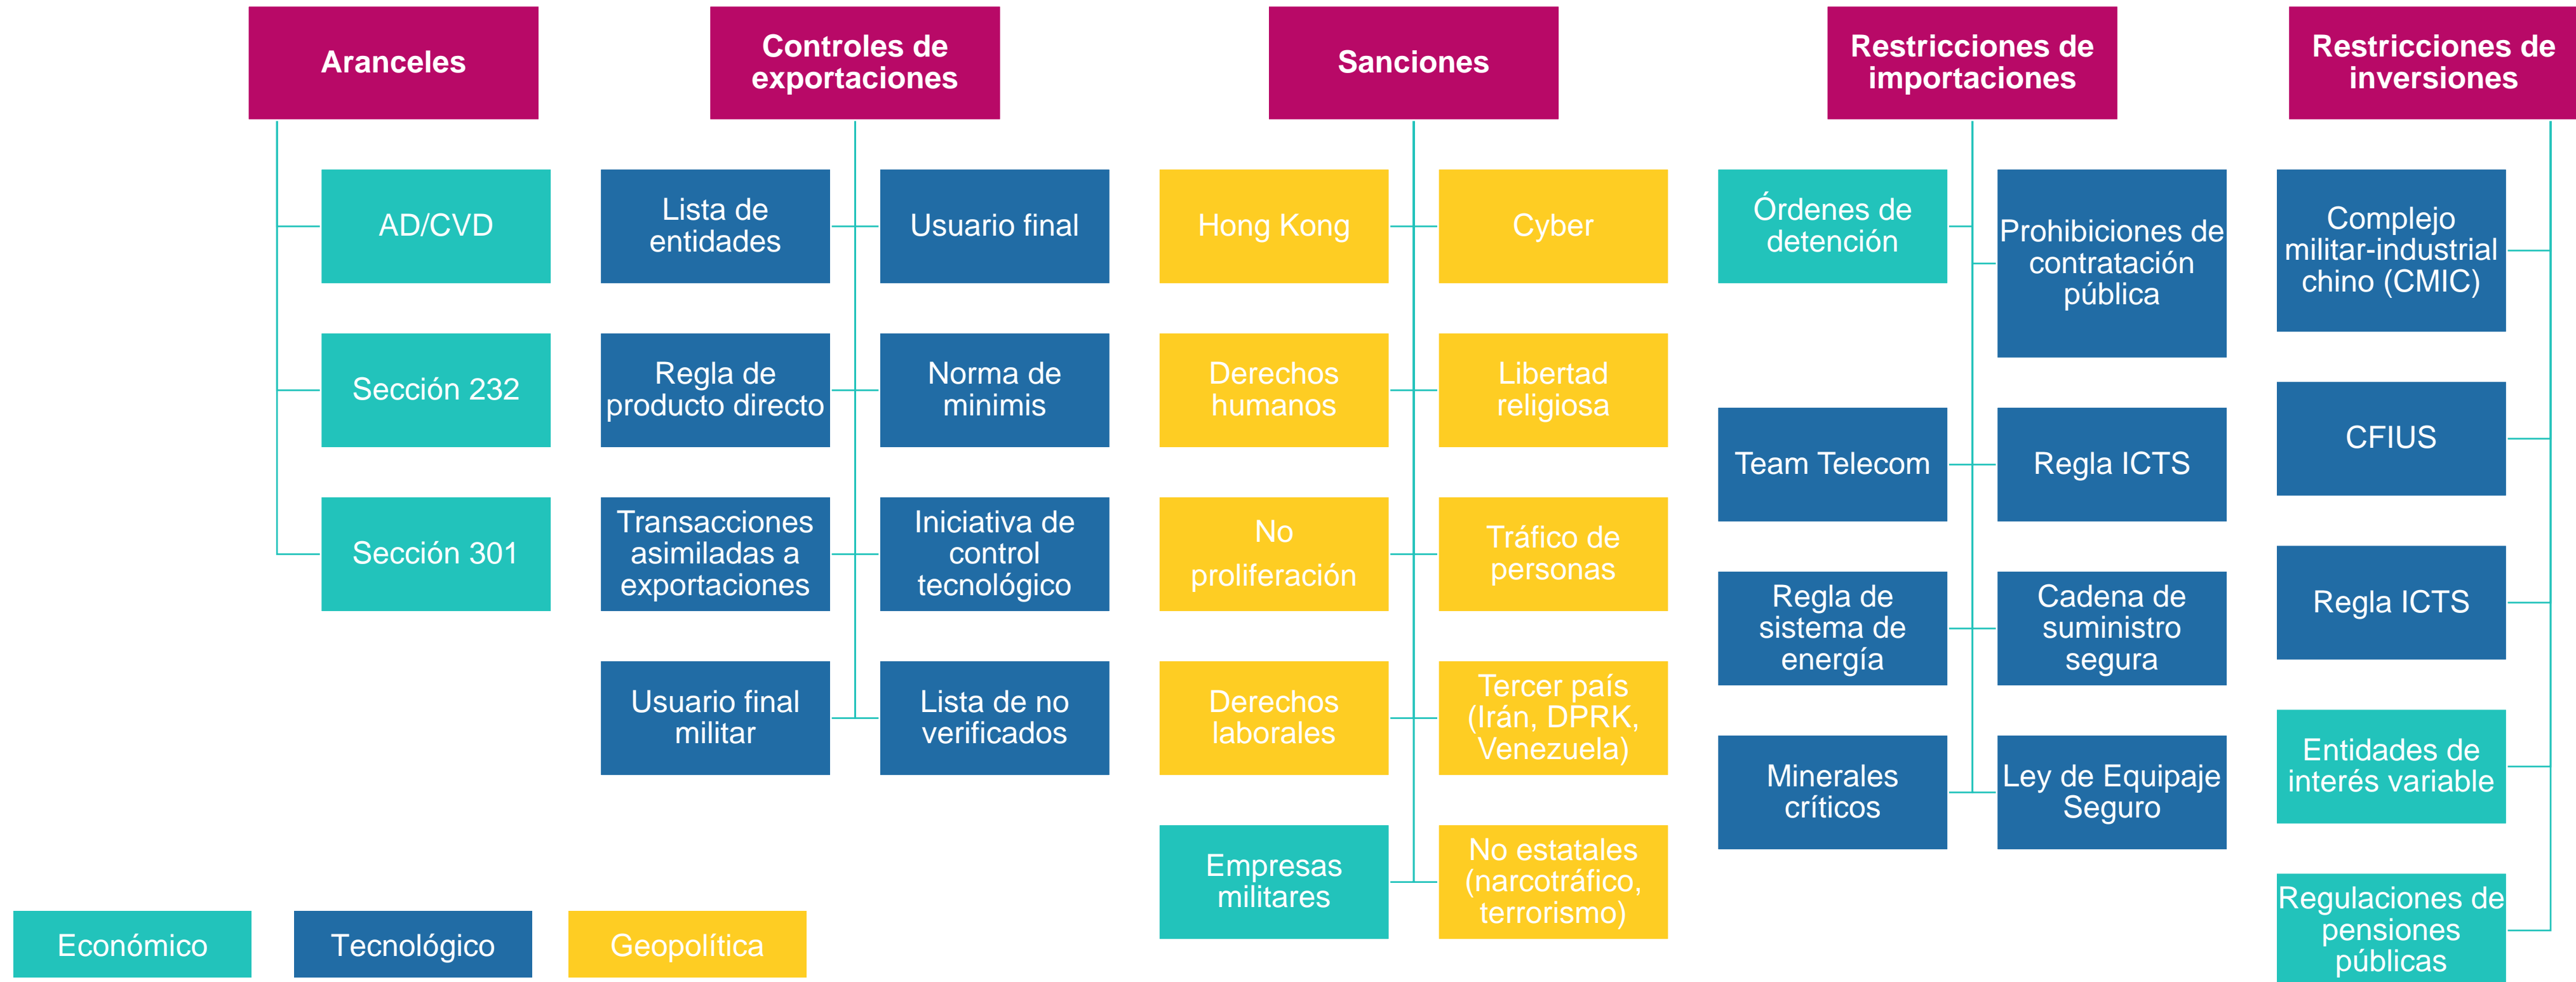 Aranceles
AD/CVD
Sección 232
Sección 301
Controles de
exportaciones
Lista de
entidades
Usuario final
Regla de
producto directo
Norma de
minimis
Transacciones
asimiladas a
exportaciones
Iniciativa de
control
tecnológico
Usuario final
militar
Lista de no
verificados
Sanciones
Hong Kong
Cyber
Derechos
humanos
Libertad
religiosa
No
proliferación
Tráfico de
personas
Derechos
laborales
Tercer país
(Irán, DPRK,
Venezuela)
Empresas
militares
No estatales
(narcotráfico,
terrorismo)
Restricciones de
importaciones
Órdenes de
detención
Prohibiciones de
contratación
pública
Team Telecom
Regla ICTS
Regla de
sistema de
energía
Cadena de
suministro
segura
Minerales
críticos
Ley de Equipaje
Seguro
Restricciones de
inversiones
Complejo
militar-industrial
chino (CMIC)
CFIUS
Regla ICTS
Entidades de
interés variable
Regulaciones de
pensiones
públicas
Económico
Tecnológico
Geopolítica